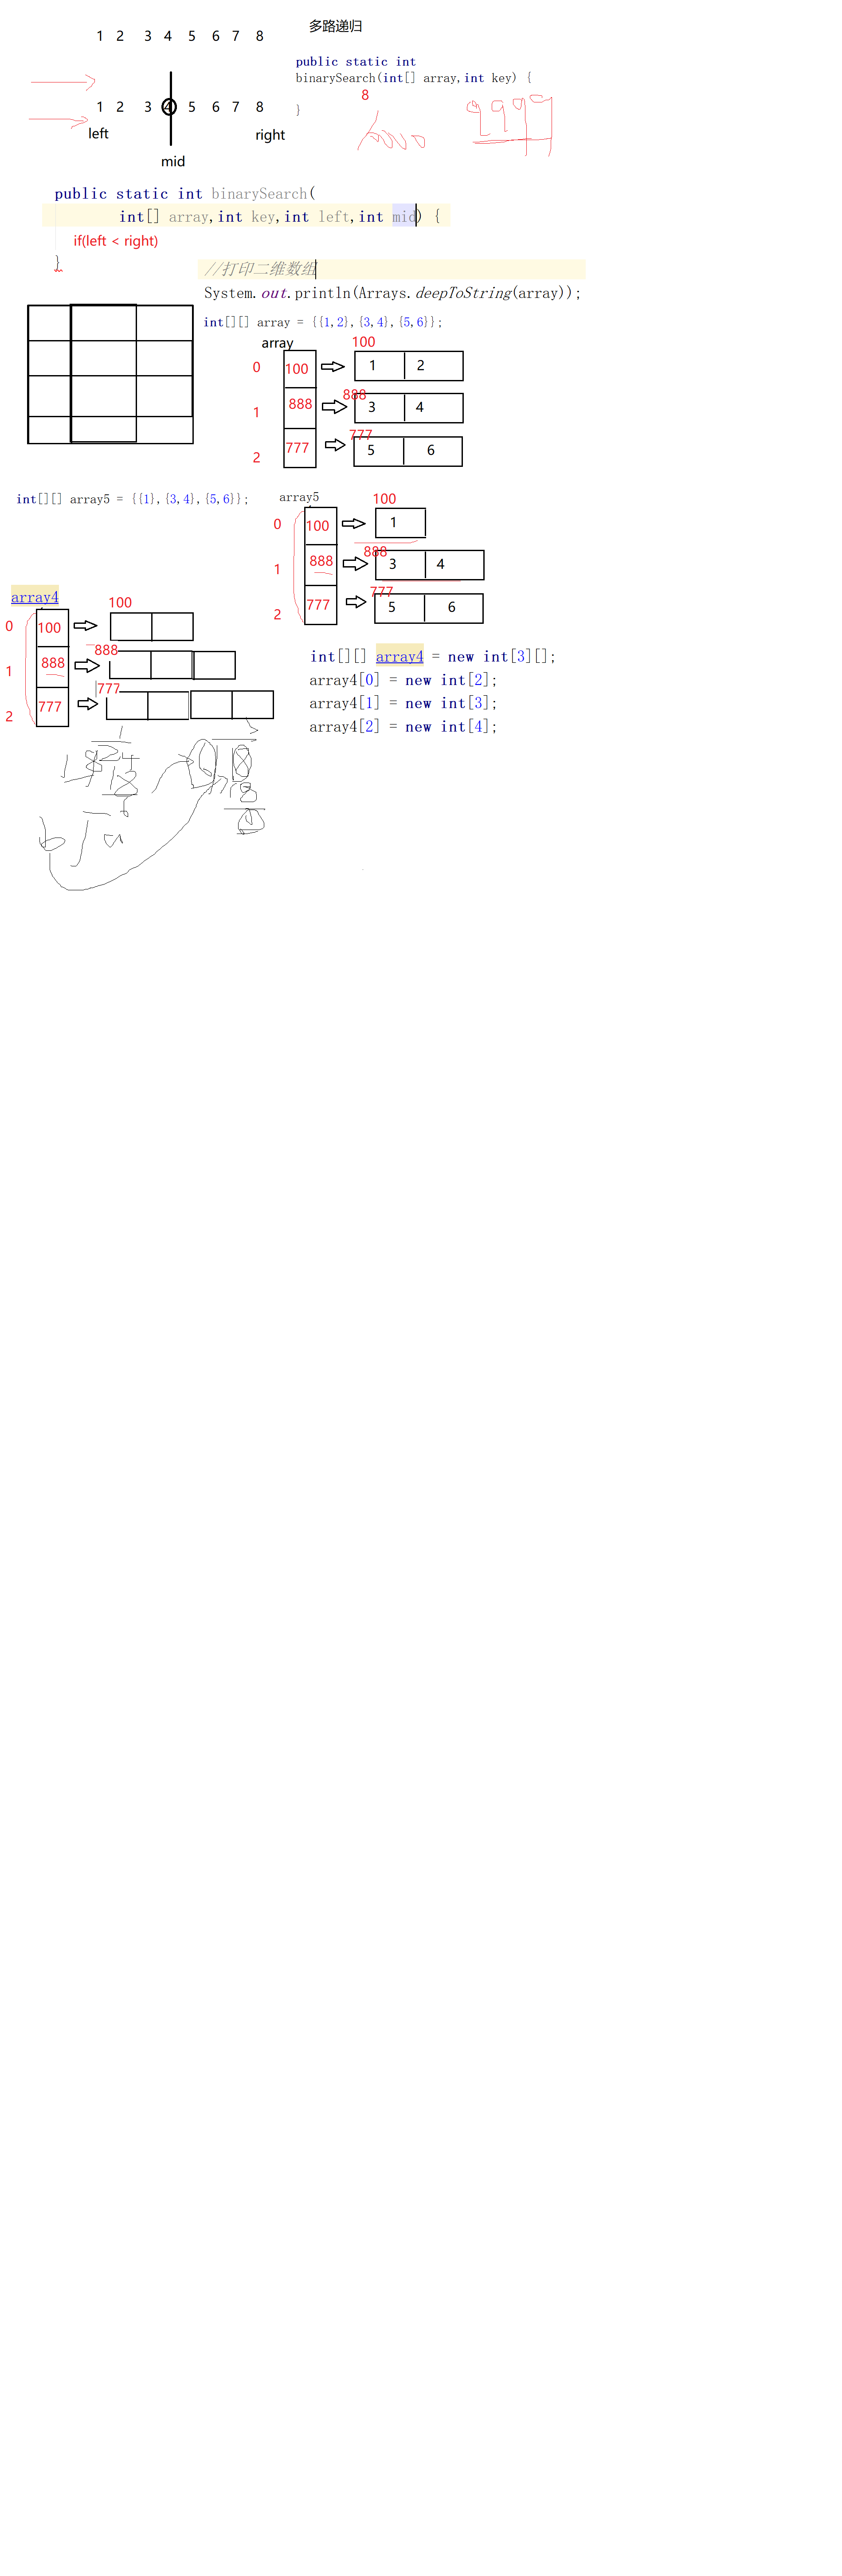 1 2 3 4 5 6 7 8
多路递归
public static int
binarySearch(int[] array,int key) {
8
}
9999
1 2 3 4 5 6 7 8
left
right
mid
public static int binarySearch(
int[] array,int key,int left,int mid) {
if(left < right)
}
//打印二维数组
System.out.println(Arrays.deepToString(array));
int[][] array = {{1,2},{3,4},{5,6}};
array
100
0 100 1 2
888
1 888 3 4
777
2 777 5 6
int[][] array5 = {{1},{3,4},{5,6}};
array5
100
0 100 1
888
1 888 3 4
777
2 777 5 6
array4
100
0 100
888
1 888
777
2 777
int[][] array4 = new int[3][];
array4[0] = new int[2];
array4[1] = new int[3];
array4[2] = new int[4];